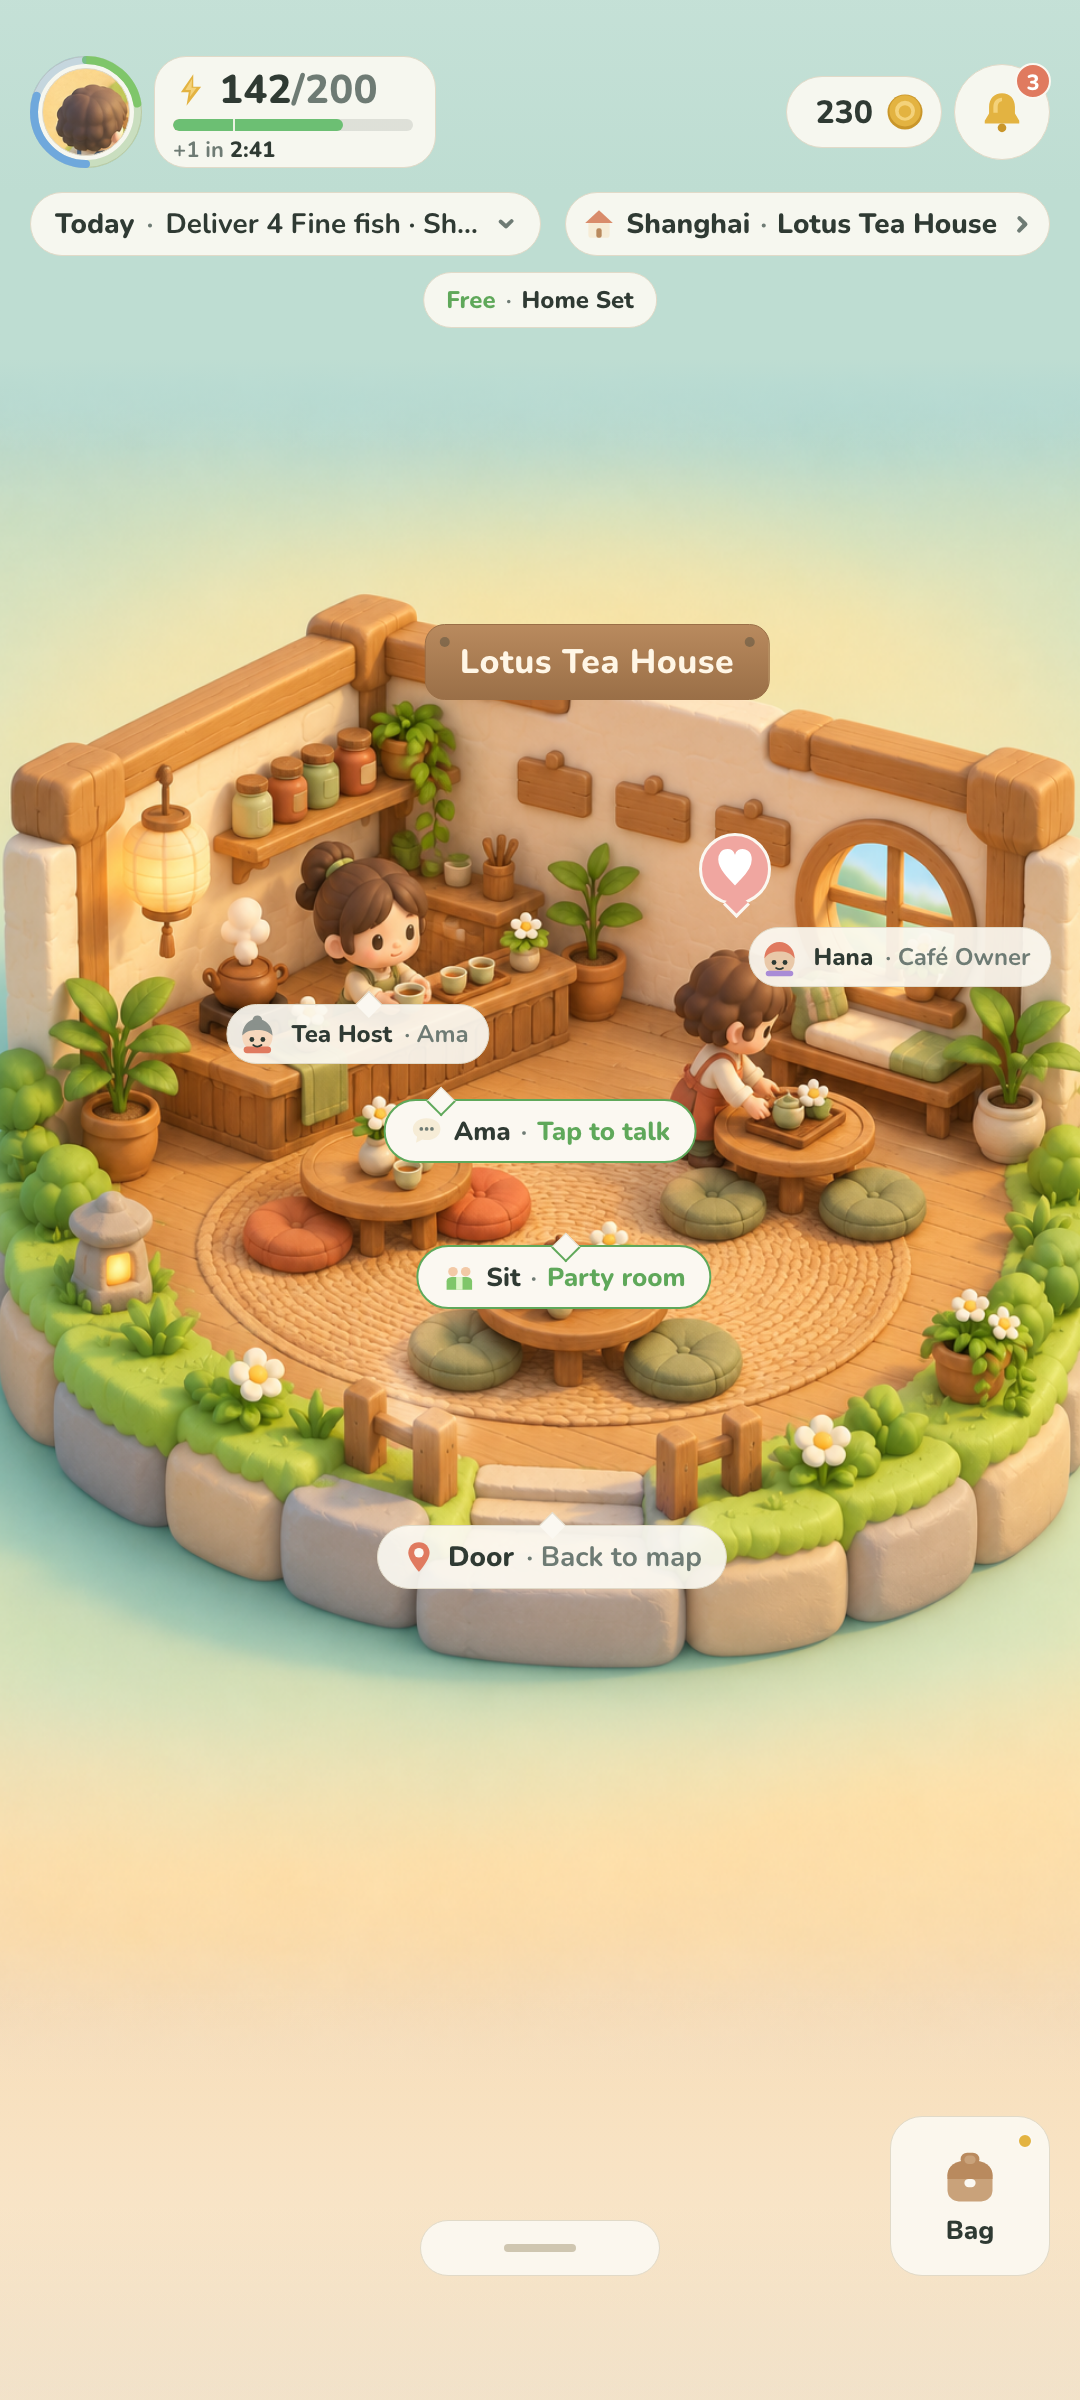 142/200
+1 in 2:41
230
3
Today · Deliver 4 Fine fish · Sh...
Shanghai · Lotus Tea House
Free · Home Set
Lotus Tea House
Hana · Café Owner
Tea Host · Ama
Ama · Tap to talk
Sit · Party room
Door · Back to map
Bag